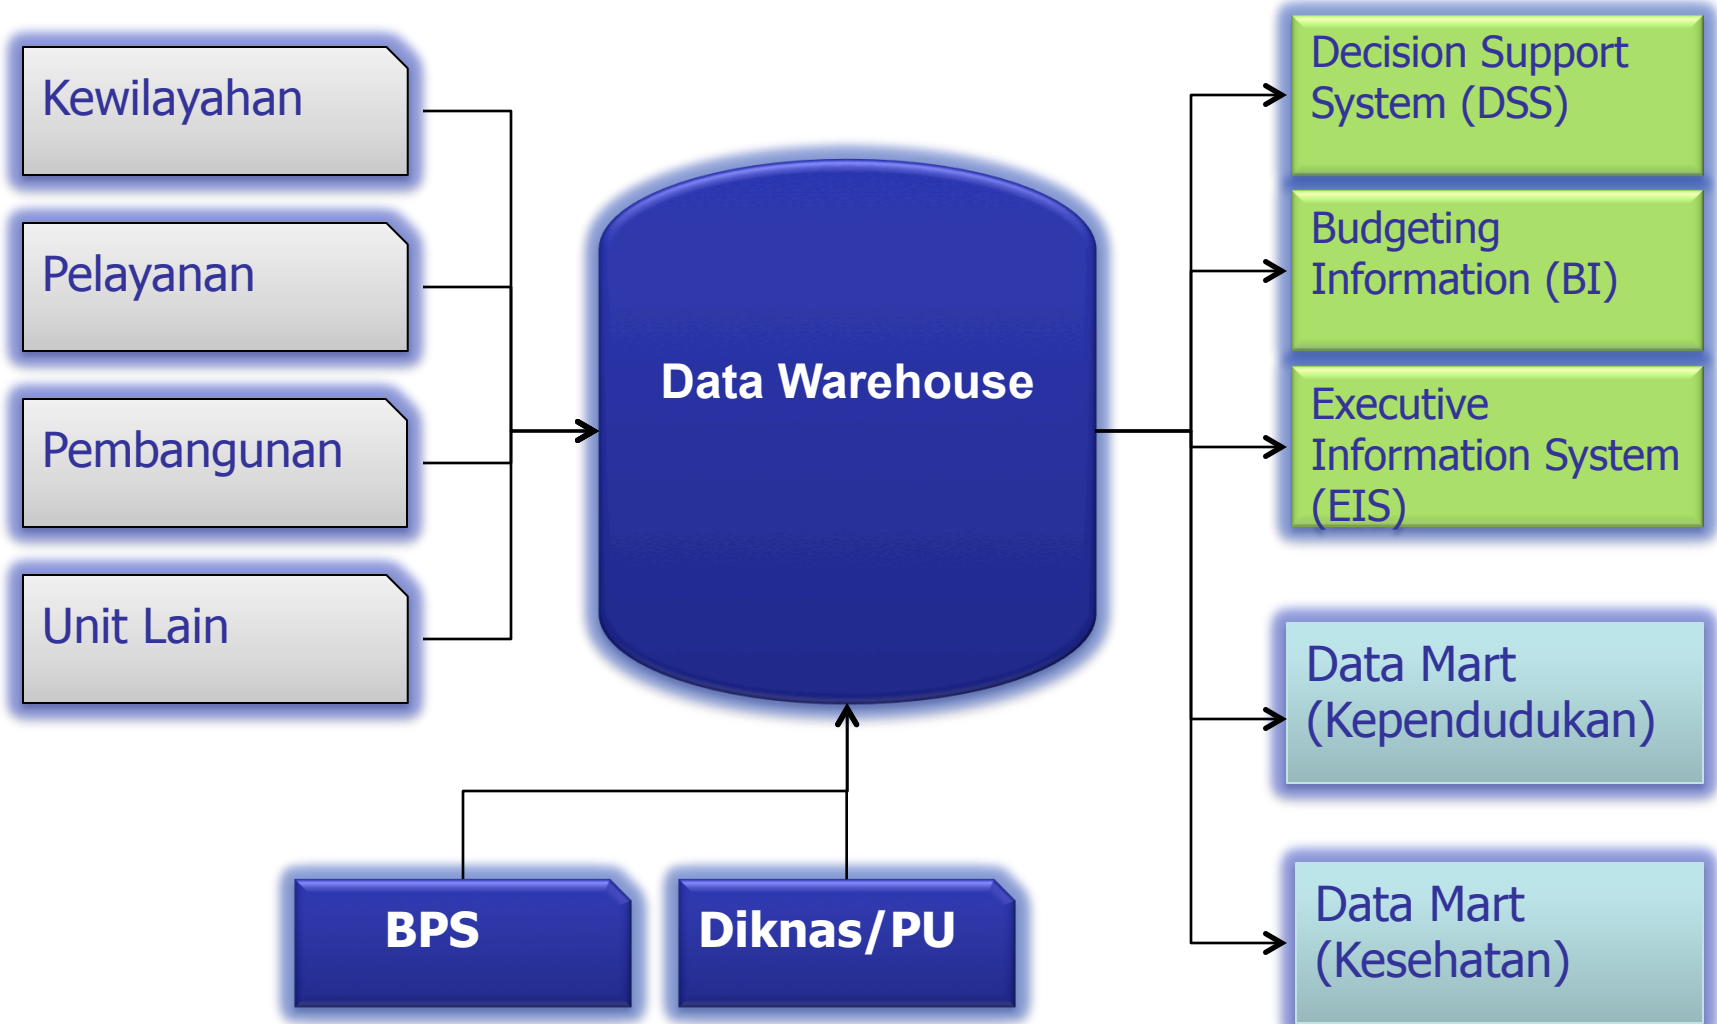 Kewilayahan
Pelayanan
Pembangunan
Unit Lain
Data Warehouse
BPS
Diknas/PU
Decision Support
System (DSS)
Budgeting
Information (BI)
Executive
Information System
(EIS)
Data Mart
(Kependudukan)
Data Mart
(Kesehatan)